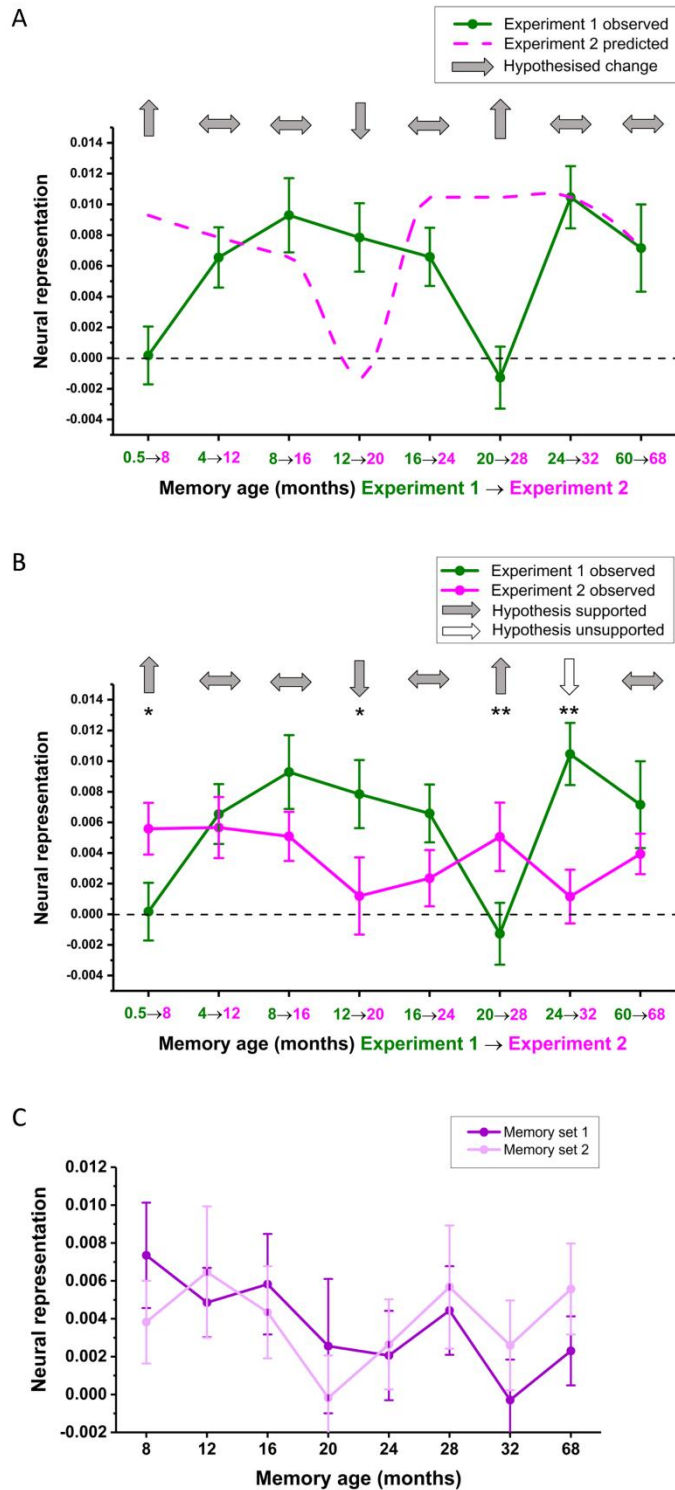 A
Experiment 1 observed
Experiment 2 predicted
Hypothesised change
0.014
0.012
0.010
0.008
0.006
0.004
0.002
0.000
-0.002
-0.004
Neural representation
0.5→8 4→12 8→16 12→20 16→24 20→28 24→32 60→68
Memory age (months) Experiment 1 → Experiment 2
B
Experiment 1 observed
Experiment 2 observed
Hypothesis supported
Hypothesis unsupported
* * ** **
0.014
0.012
0.010
0.008
0.006
0.004
0.002
0.000
-0.002
-0.004
Neural representation
0.5→8 4→12 8→16 12→20 16→24 20→28 24→32 60→68
Memory age (months) Experiment 1 → Experiment 2
C
Memory set 1
Memory set 2
0.012
0.010
0.008
0.006
0.004
0.002
0.000
-0.002
Neural representation
8 12 16 20 24 28 32 68
Memory age (months)